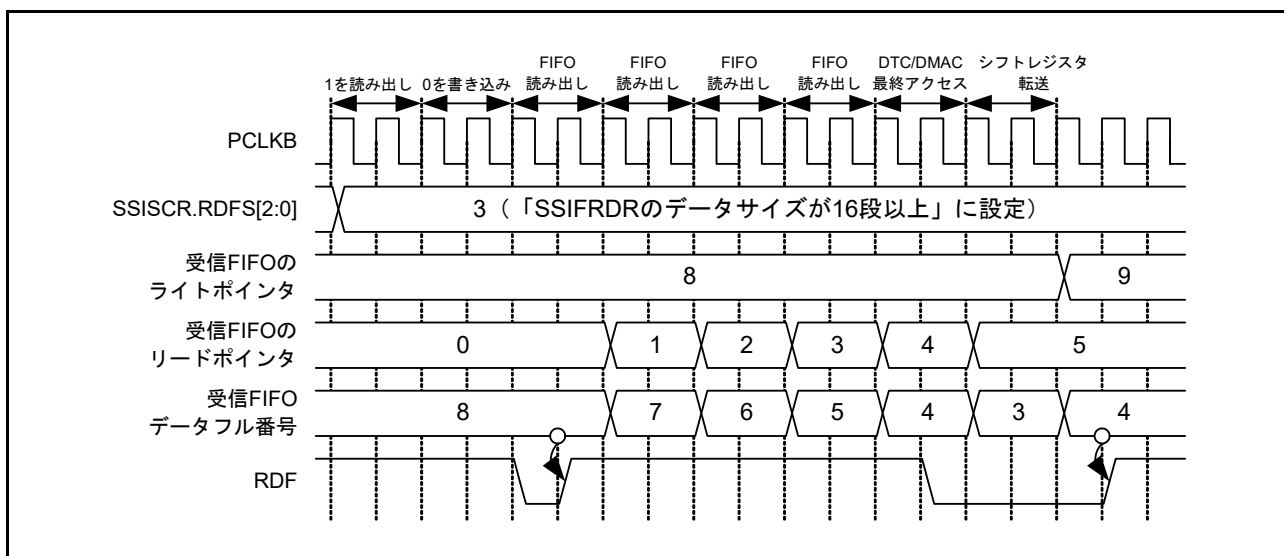 FIFO FIFO FIFO FIFO DTC/DMAC シフトレジスタ
1を読み出し 0を書き込み 読み出し 読み出し 読み出し 読み出し 最終アクセス 転送
PCLKB
SSISCR.RDFS[2:0] 3（「SSIFRDRのデータサイズが16段以上」に設定）
受信FIFOの
ライトポインタ 8 9
受信FIFOの
リードポインタ 0 1 2 3 4 5
受信FIFO
データフル番号 8 7 6 5 4 3 4
RDF